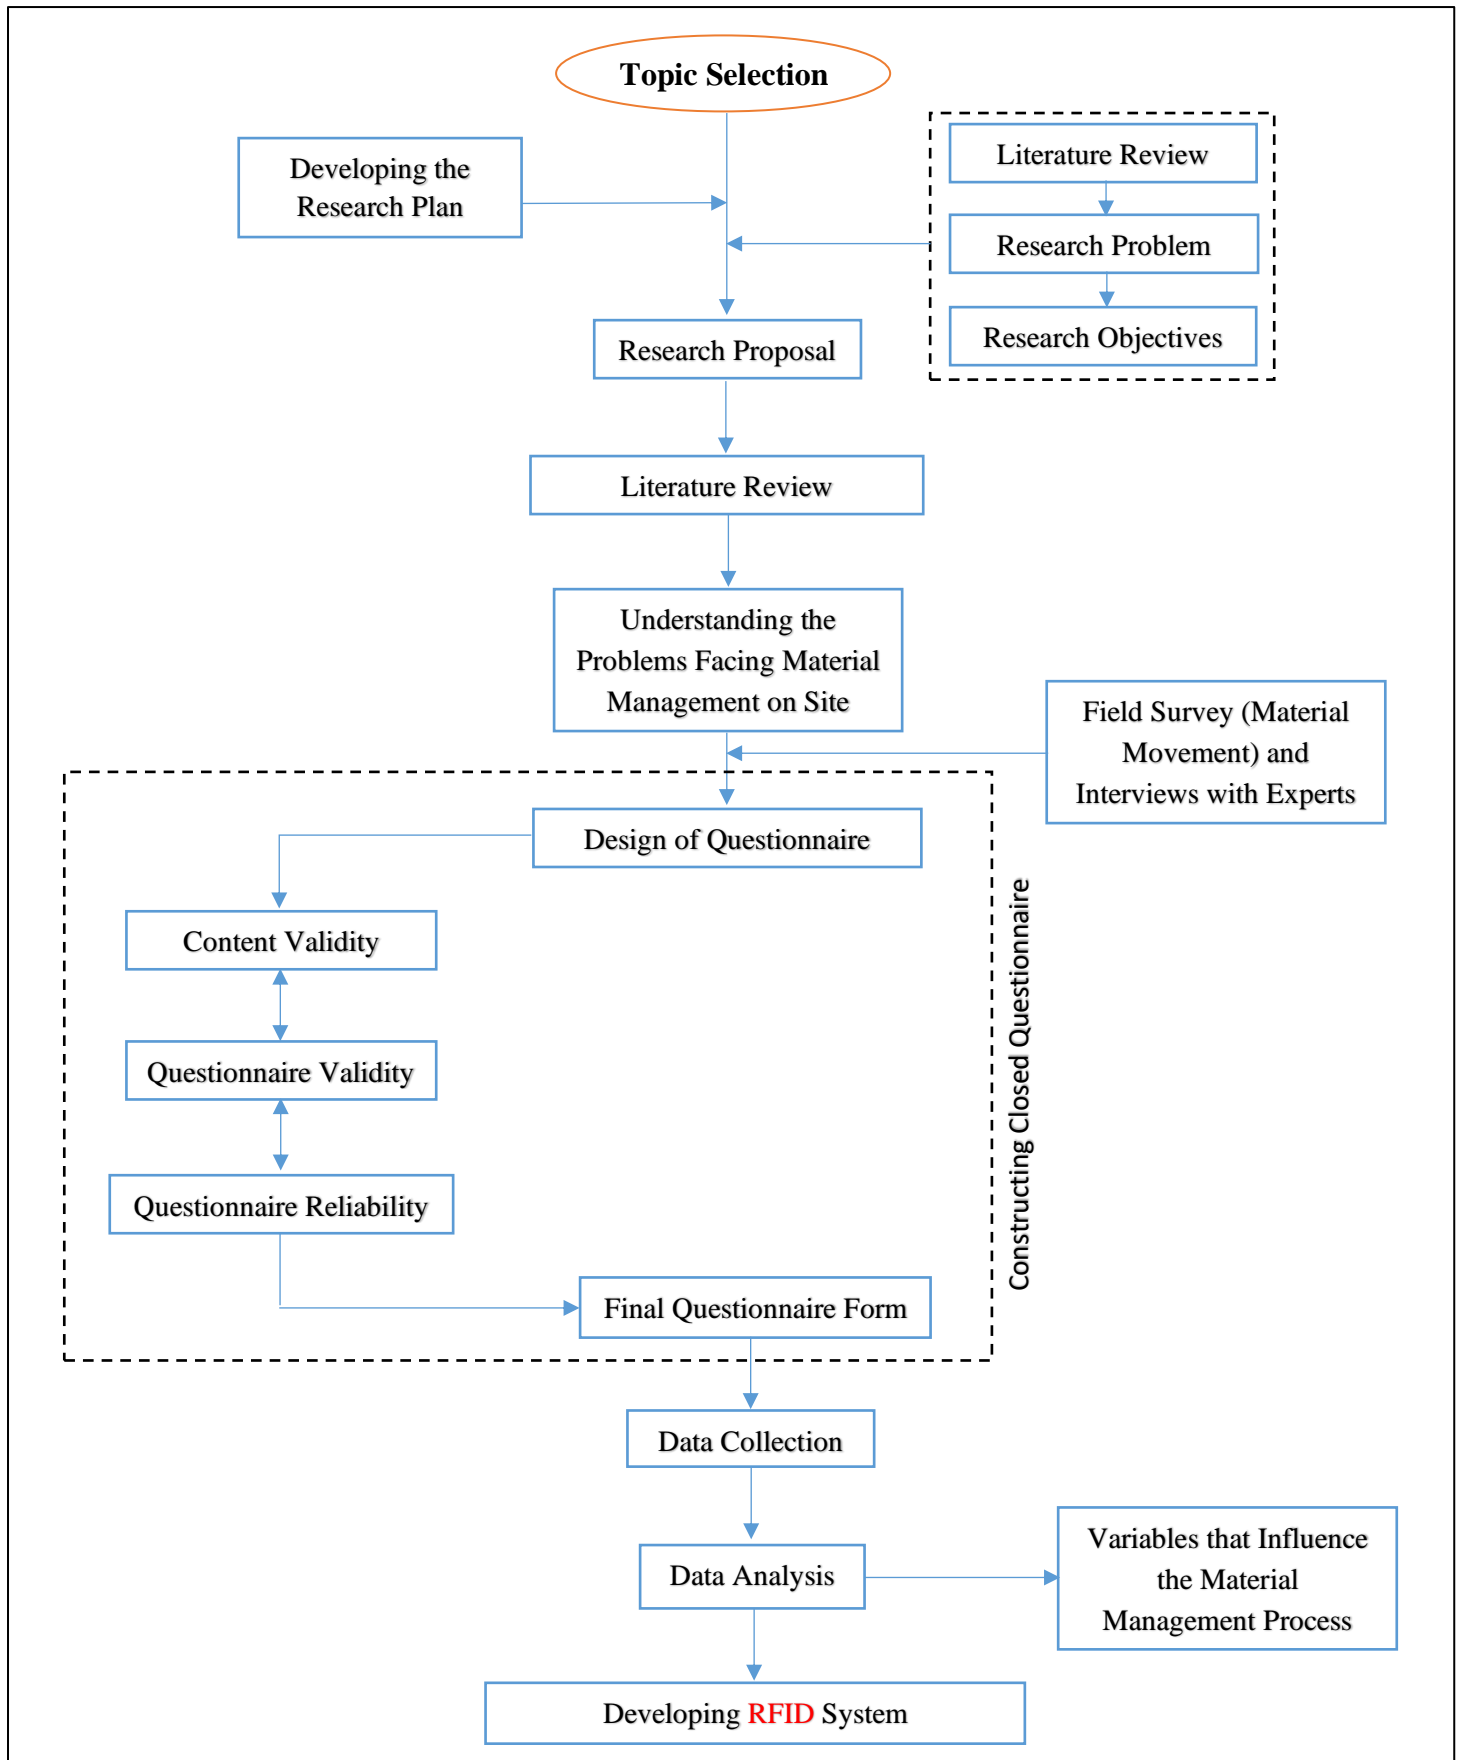 Topic Selection
Developing the
Research Plan
Literature Review
Research Problem
Research Objectives
Research Proposal
Literature Review
Understanding the
Problems Facing Material
Management on Site
Field Survey (Material
Movement) and
Interviews with Experts
Design of Questionnaire
Content Validity
Questionnaire Validity
Questionnaire Reliability
Final Questionnaire Form
Constructing Closed Questionnaire
Data Collection
Data Analysis
Variables that Influence
the Material
Management Process
Developing RFID System